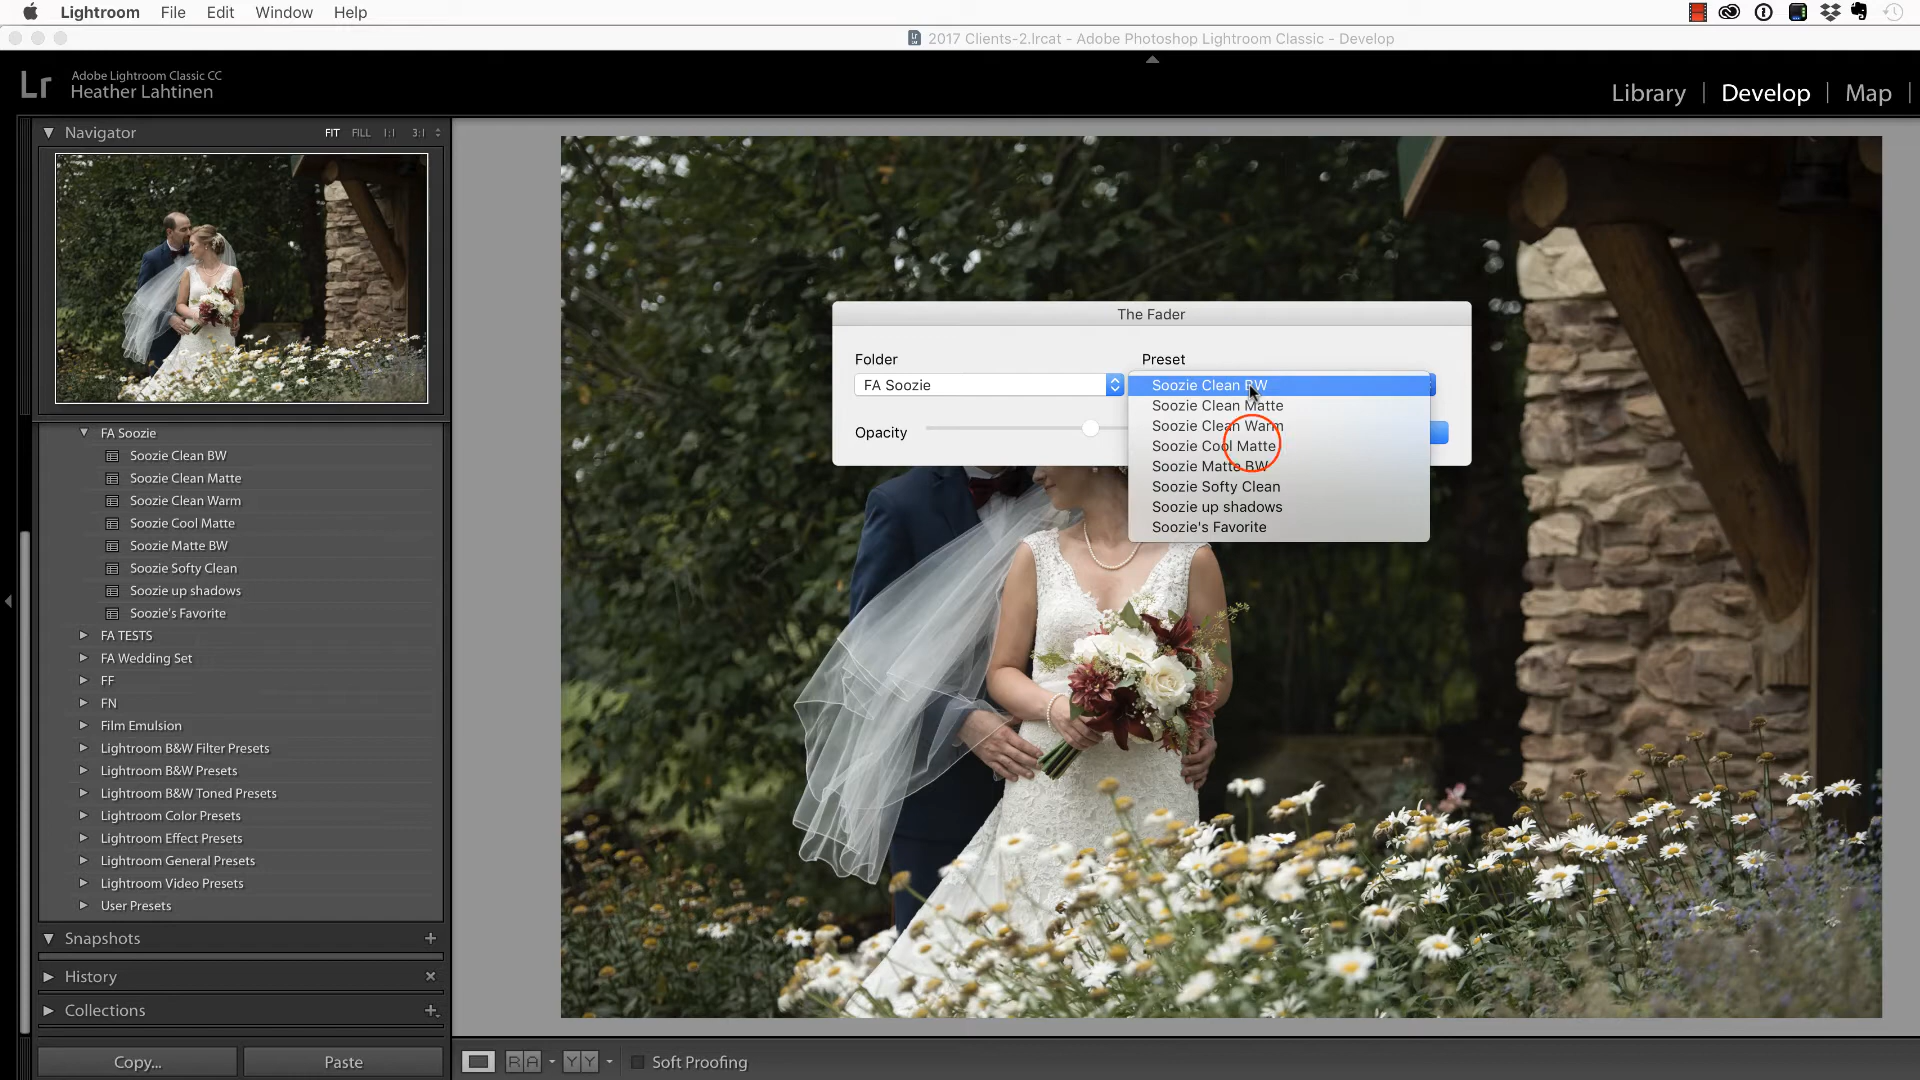 Lightroom File Edit Window Help
2017 Clients-2.lrcat - Adobe Photoshop Lightroom Classic - Develop
Lr
Adobe Lightroom Classic CC
Heather Lahtinen
Library | Develop | Map |
Navigator FIT FILL 1:1 3:1
FA Soozie
Soozie Clean BW
Soozie Clean Matte
Soozie Clean Warm
Soozie Cool Matte
Soozie Matte BW
Soozie Softy Clean
Soozie up shadows
Soozie's Favorite
FA TESTS
FA Wedding Set
FF
FN
Film Emulsion
Lightroom B&W Filter Presets
Lightroom B&W Presets
Lightroom B&W Toned Presets
Lightroom Color Presets
Lightroom Effect Presets
Lightroom General Presets
Lightroom Video Presets
User Presets
Snapshots
History
Collections
Copy... Paste
The Fader
Folder Preset
FA Soozie
Opacity
Soozie Clean BW
Soozie Clean Matte
Soozie Clean Warm
Soozie Cool Matte
Soozie Matte BW
Soozie Softy Clean
Soozie up shadows
Soozie's Favorite
R A Y Y Soft Proofing